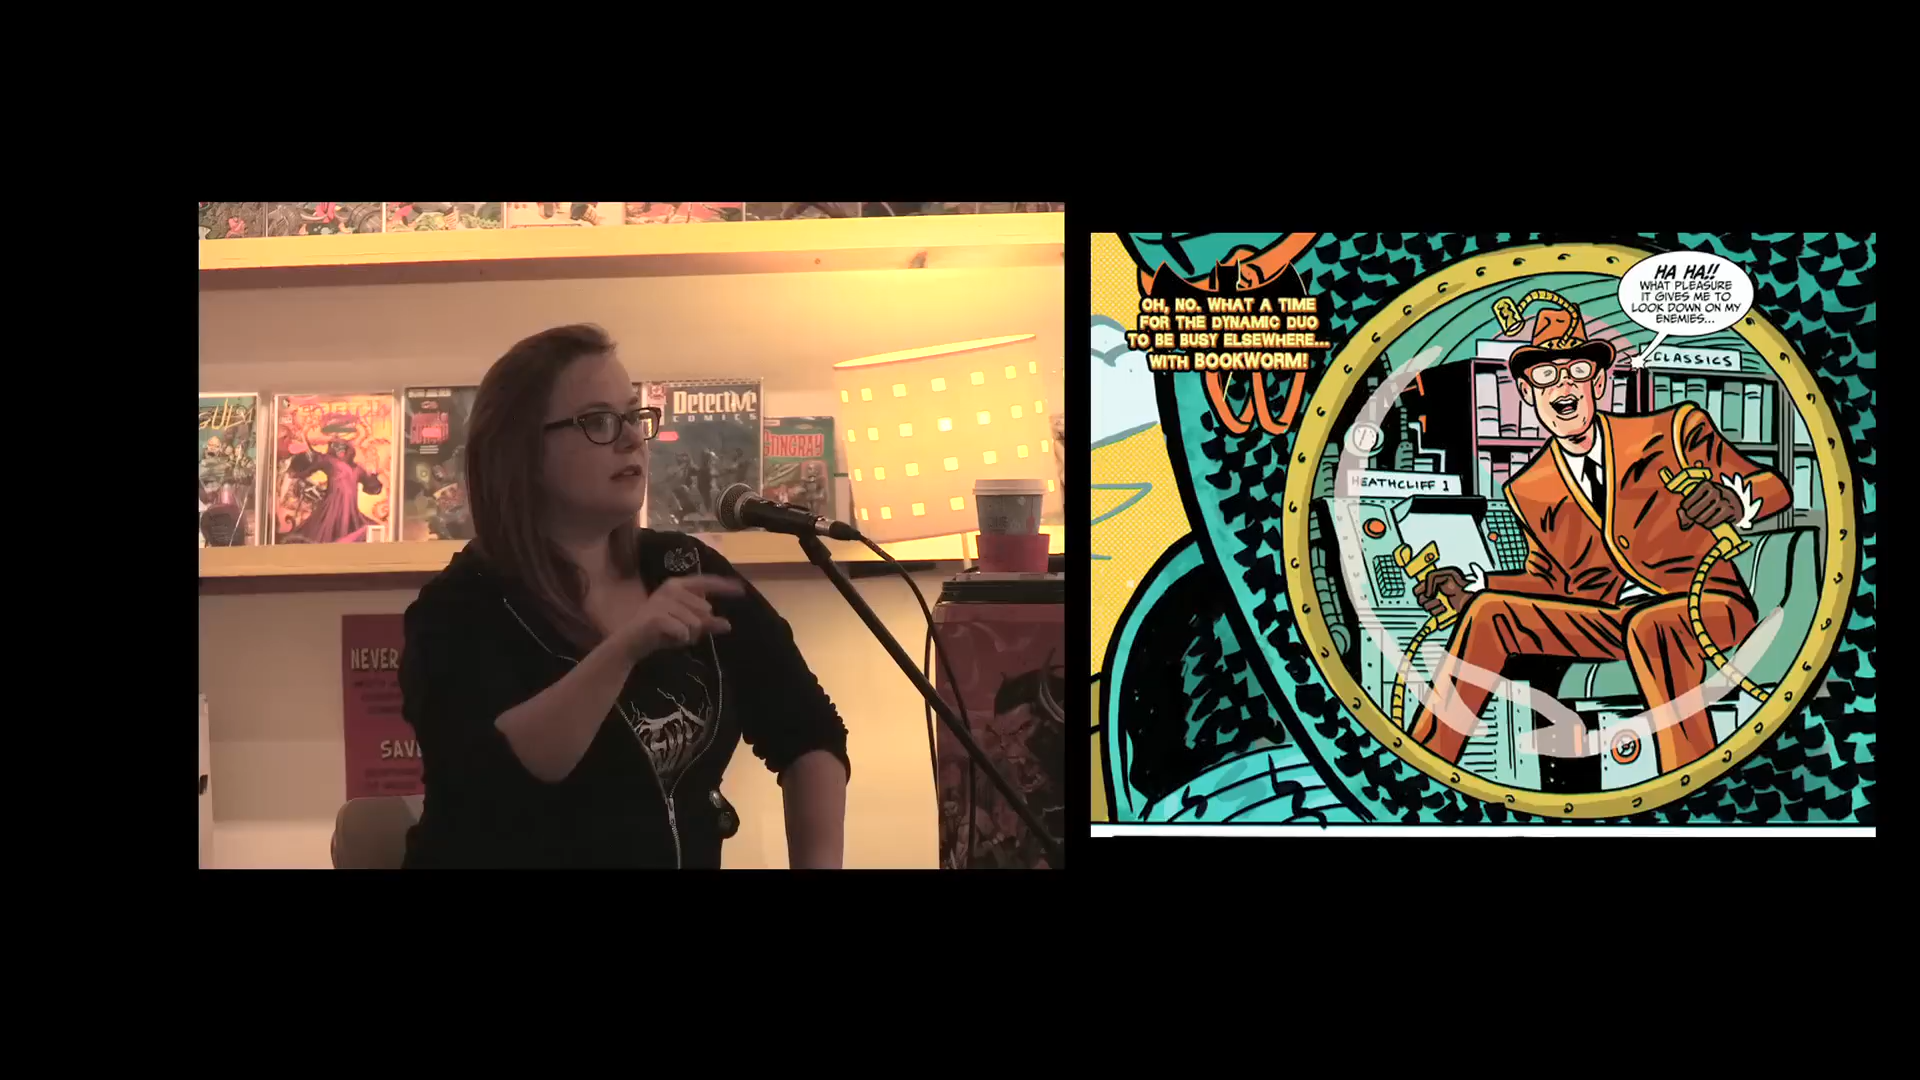 Detective
COMICS
STINGRAY
NEVER
SAVE
OH, NO. WHAT A TIME
FOR THE DYNAMIC DUO
TO BE BUSY ELSEWHERE...
WITH BOOKWORM!
HA HA!!
WHAT PLEASURE
IT GIVES ME TO
LOOK DOWN ON MY
ENEMIES...
CLASSICS
HEATHCLIFF 1